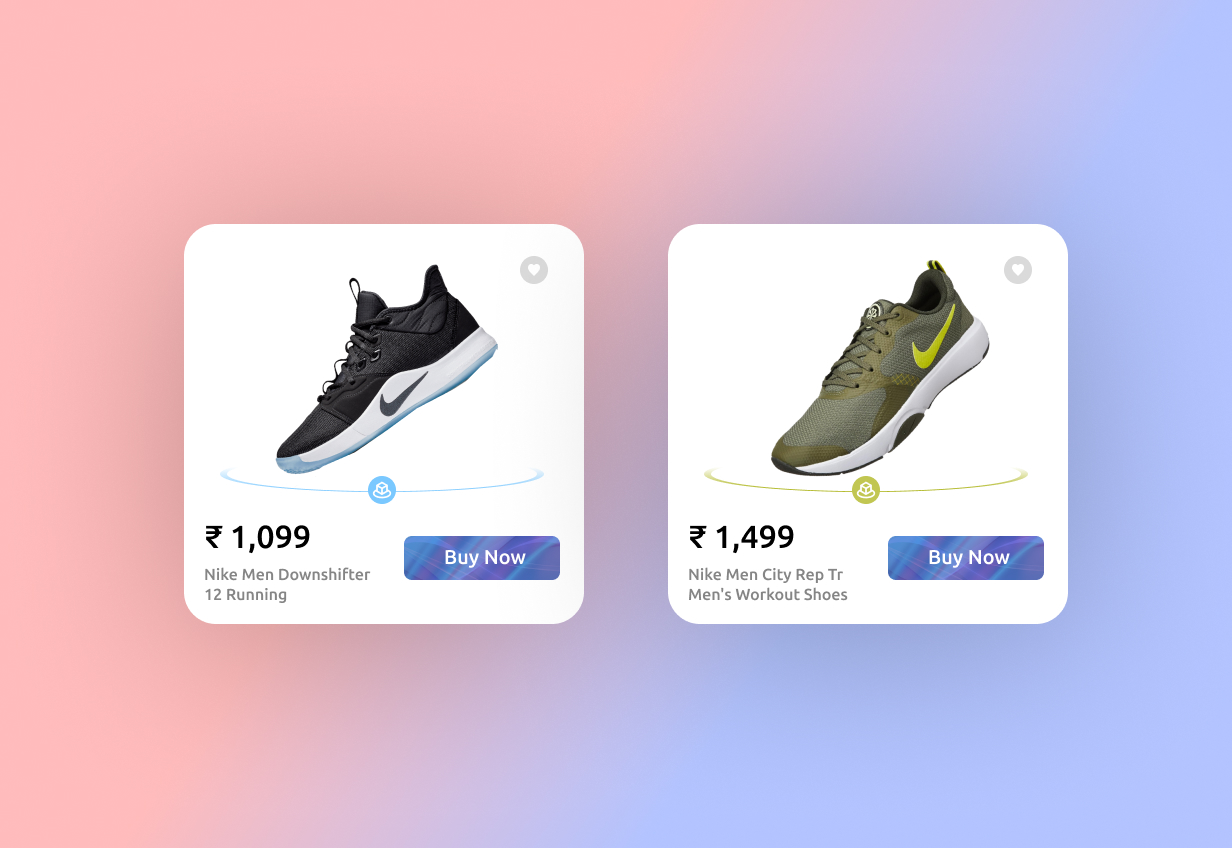 ₹ 1,099
Nike Men Downshifter
12 Running
Buy Now
₹ 1,499
Nike Men City Rep Tr
Men's Workout Shoes
Buy Now